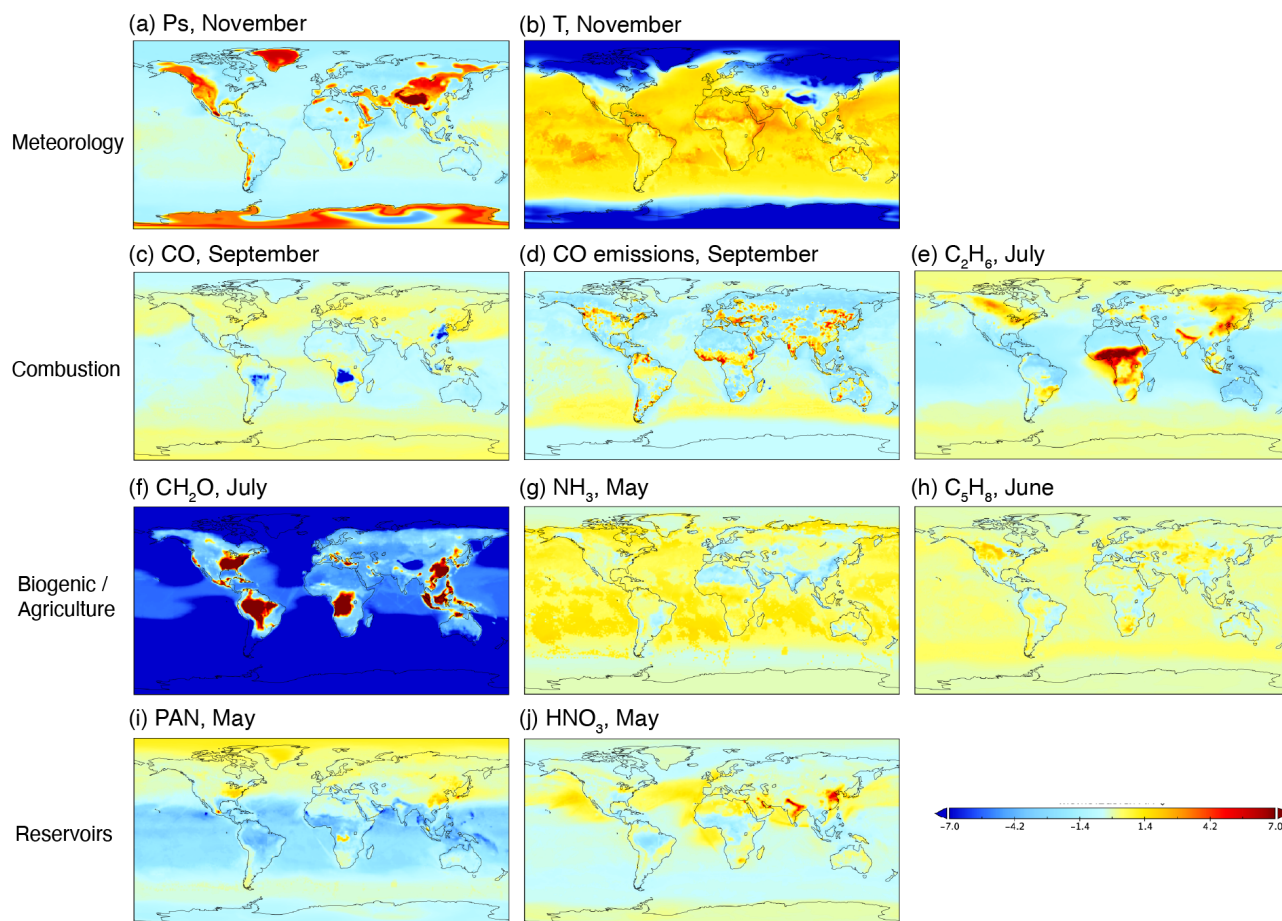 (a) Ps, November
(b) T, November
Meteorology
(c) CO, September
(d) CO emissions, September
(e) C₂H₆, July
Combustion
(f) CH₂O, July
(g) NH₃, May
(h) C₅H₈, June
Biogenic /
Agriculture
(i) PAN, May
(j) HNO₃, May
Reservoirs
−7.0 −4.2 −1.4 1.4 4.2 7.0